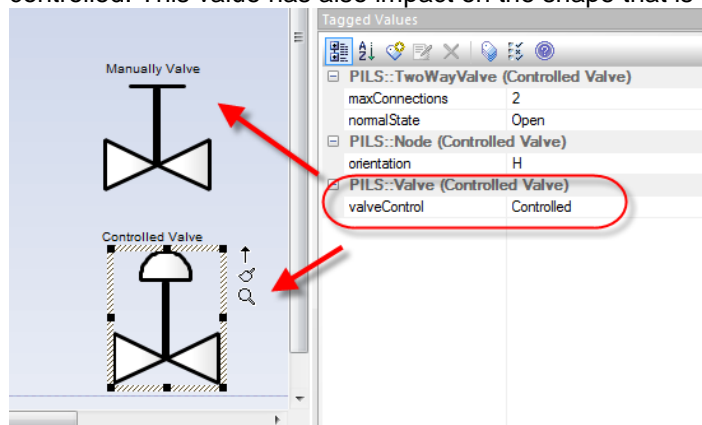 controlled. This value has also impact on the shape that is
Tagged Values
PILS::TwoWayValve (Controlled Valve)
maxConnections 2
normalState Open
PILS::Node (Controlled Valve)
orientation H
PILS::Valve (Controlled Valve)
valveControl Controlled
Manually Valve
Controlled Valve